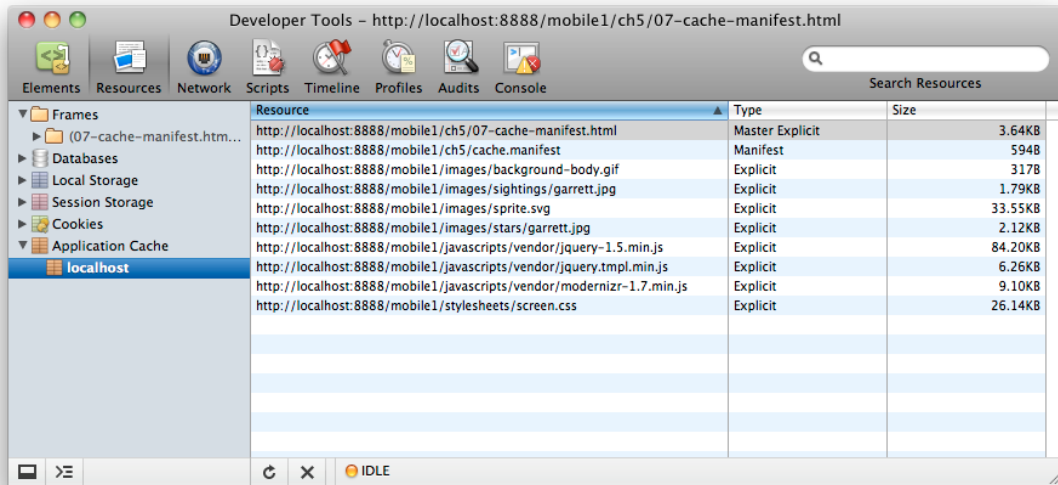 Developer Tools – http://localhost:8888/mobile1/ch5/07-cache-manifest.html
Elements Resources Network Scripts Timeline Profiles Audits Console Search Resources
Frames
(07-cache-manifest.htm...
Databases
Local Storage
Session Storage
Cookies
Application Cache
localhost
Resource Type Size
http://localhost:8888/mobile1/ch5/07-cache-manifest.html Master Explicit 3.64KB
http://localhost:8888/mobile1/ch5/cache.manifest Manifest 594B
http://localhost:8888/mobile1/images/background-body.gif Explicit 317B
http://localhost:8888/mobile1/images/sightings/garrett.jpg Explicit 1.79KB
http://localhost:8888/mobile1/images/sprite.svg Explicit 33.55KB
http://localhost:8888/mobile1/images/stars/garrett.jpg Explicit 2.12KB
http://localhost:8888/mobile1/javascripts/vendor/jquery-1.5.min.js Explicit 84.20KB
http://localhost:8888/mobile1/javascripts/vendor/jquery.tmpl.min.js Explicit 6.26KB
http://localhost:8888/mobile1/javascripts/vendor/modernizr-1.7.min.js Explicit 9.10KB
http://localhost:8888/mobile1/stylesheets/screen.css Explicit 26.14KB
IDLE